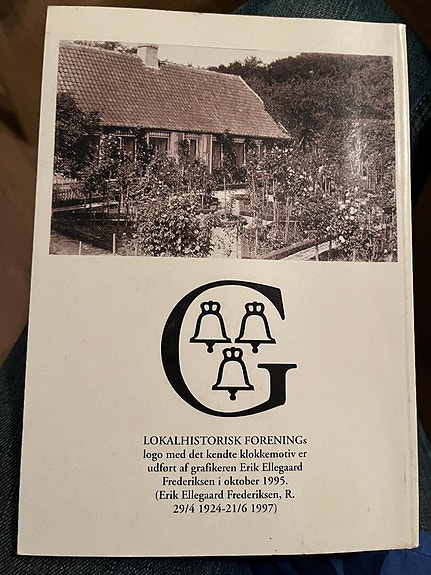 G
LOKALHISTORISK FORENINGs
logo med det kendte klokkemotiv er
udført af grafikeren Erik Ellegaard
Frederiksen i oktober 1995.
(Erik Ellegaard Frederiksen, R.
29/4 1924-21/6 1997)